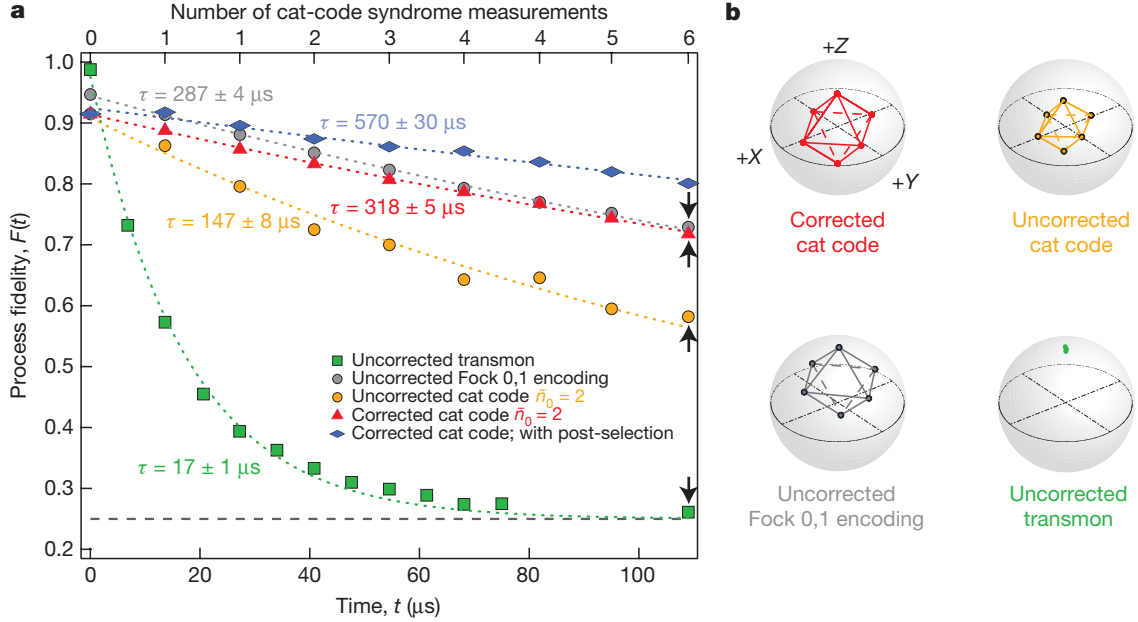 a
Number of cat-code syndrome measurements
0 1 1 2 3 4 4 5 6
1.0
0.9
0.8
0.7
0.6
0.5
0.4
0.3
0.2
Process fidelity, F(t)
τ = 287 ± 4 μs
τ = 570 ± 30 μs
τ = 318 ± 5 μs
τ = 147 ± 8 μs
τ = 17 ± 1 μs
Uncorrected transmon
Uncorrected Fock 0,1 encoding
Uncorrected cat code n̄₀ = 2
Corrected cat code n̄₀ = 2
Corrected cat code; with post-selection
0 20 40 60 80 100
Time, t (μs)
b
+Z
+X
+Y
Corrected
cat code
Uncorrected
cat code
Uncorrected
Fock 0,1 encoding
Uncorrected
transmon